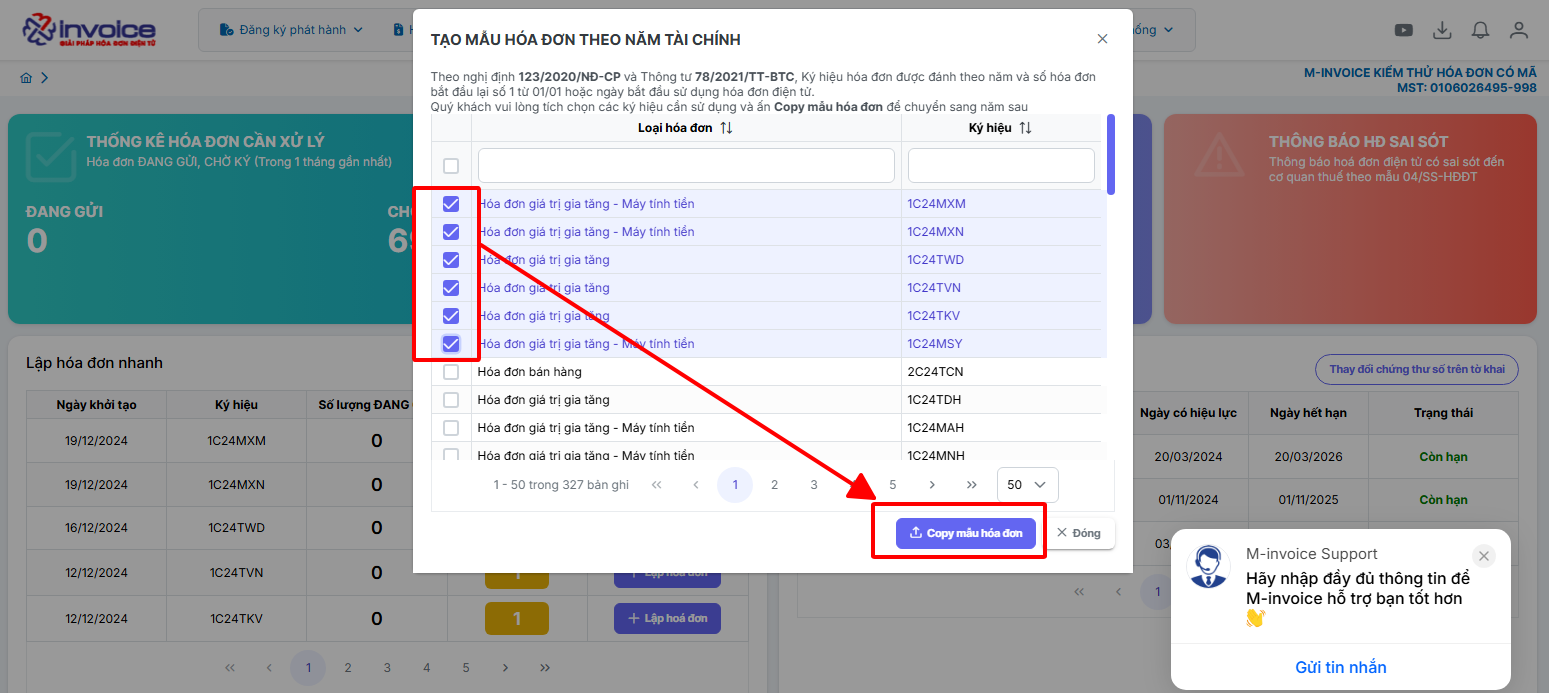 invoice
GIẢI PHÁP HÓA ĐƠN ĐIỆN TỬ
Đăng ký phát hành
M-INVOICE KIỂM THỬ HÓA ĐƠN CÓ MÃ
MST: 0106026495-998
TẠO MẪU HÓA ĐƠN THEO NĂM TÀI CHÍNH
Theo nghị định 123/2020/NĐ-CP và Thông tư 78/2021/TT-BTC, Ký hiệu hóa đơn được đánh theo năm và số hóa đơn
bắt đầu lại số 1 từ 01/01 hoặc ngày bắt đầu sử dụng hóa đơn điện tử.
Quý khách vui lòng tích chọn các ký hiệu cần sử dụng và ấn Copy mẫu hóa đơn để chuyển sang năm sau
Loại hóa đơn Ký hiệu
Hóa đơn giá trị gia tăng - Máy tính tiền 1C24MXM
Hóa đơn giá trị gia tăng - Máy tính tiền 1C24MXN
Hóa đơn giá trị gia tăng 1C24TWD
Hóa đơn giá trị gia tăng 1C24TVN
Hóa đơn giá trị gia tăng 1C24TKV
Hóa đơn giá trị gia tăng - Máy tính tiền 1C24MSY
Hóa đơn bán hàng 2C24TCN
Hóa đơn giá trị gia tăng 1C24TDH
Hóa đơn giá trị gia tăng - Máy tính tiền 1C24MAH
Hóa đơn giá trị gia tăng - Máy tính tiền 1C24MNH
1 - 50 trong 327 bản ghi « ‹ 1 2 3 5 › » 50
Copy mẫu hóa đơn
Đóng
THỐNG KÊ HÓA ĐƠN CẦN XỬ LÝ
Hóa đơn ĐANG GỬI, CHỜ KÝ (Trong 1 tháng gần nhất)
ĐANG GỬI
0
THÔNG BÁO HĐ SAI SÓT
Thông báo hoá đơn điện tử có sai sót đến
cơ quan thuế theo mẫu 04/SS-HĐĐT
Lập hóa đơn nhanh
Ngày khởi tạo Ký hiệu Số lượng ĐANG
19/12/2024 1C24MXM 0
19/12/2024 1C24MXN 0
16/12/2024 1C24TWD 0
12/12/2024 1C24TVN 0 1 + Lập hoá đơn
12/12/2024 1C24TKV 0 1 + Lập hoá đơn
« ‹ 1 2 3 4 5 › »
Thay đổi chứng thư số trên tờ khai
Ngày có hiệu lực Ngày hết hạn Trạng thái
20/03/2024 20/03/2026 Còn hạn
01/11/2024 01/11/2025 Còn hạn
« ‹ 1
M-invoice Support
Hãy nhập đầy đủ thông tin để
M-invoice hỗ trợ bạn tốt hơn
👋
Gửi tin nhắn